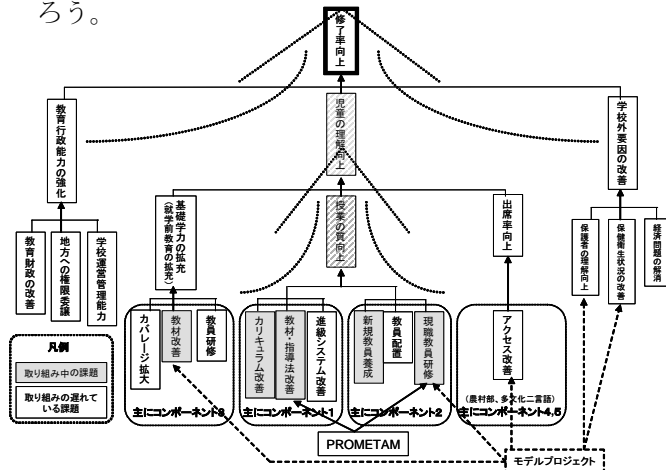 ろう。
修了率向上
教育行政能力の強化
児童の理解向上
学校外要因の改善
基礎学力の拡充
(就学前教育の拡充)
授業の質向上
出席率向上
教育財政の改善
地方への権限委譲
学校運営管理能力
保護者の理解向上
保健衛生状況の改善
経済問題の解消
カバレージ拡大
教材改善
教員研修
カリキュラム改善
教材・指導法改善
進級システム改善
新規教員養成
教員配置
現職教員研修
アクセス改善
(農村部、多文化二言語)
凡例
取り組み中の課題
取り組みの遅れて
いる課題
主にコンポーネント3
主にコンポーネント1
主にコンポーネント2
主にコンポーネント4,5
PROMETAM
モデルプロジェクト